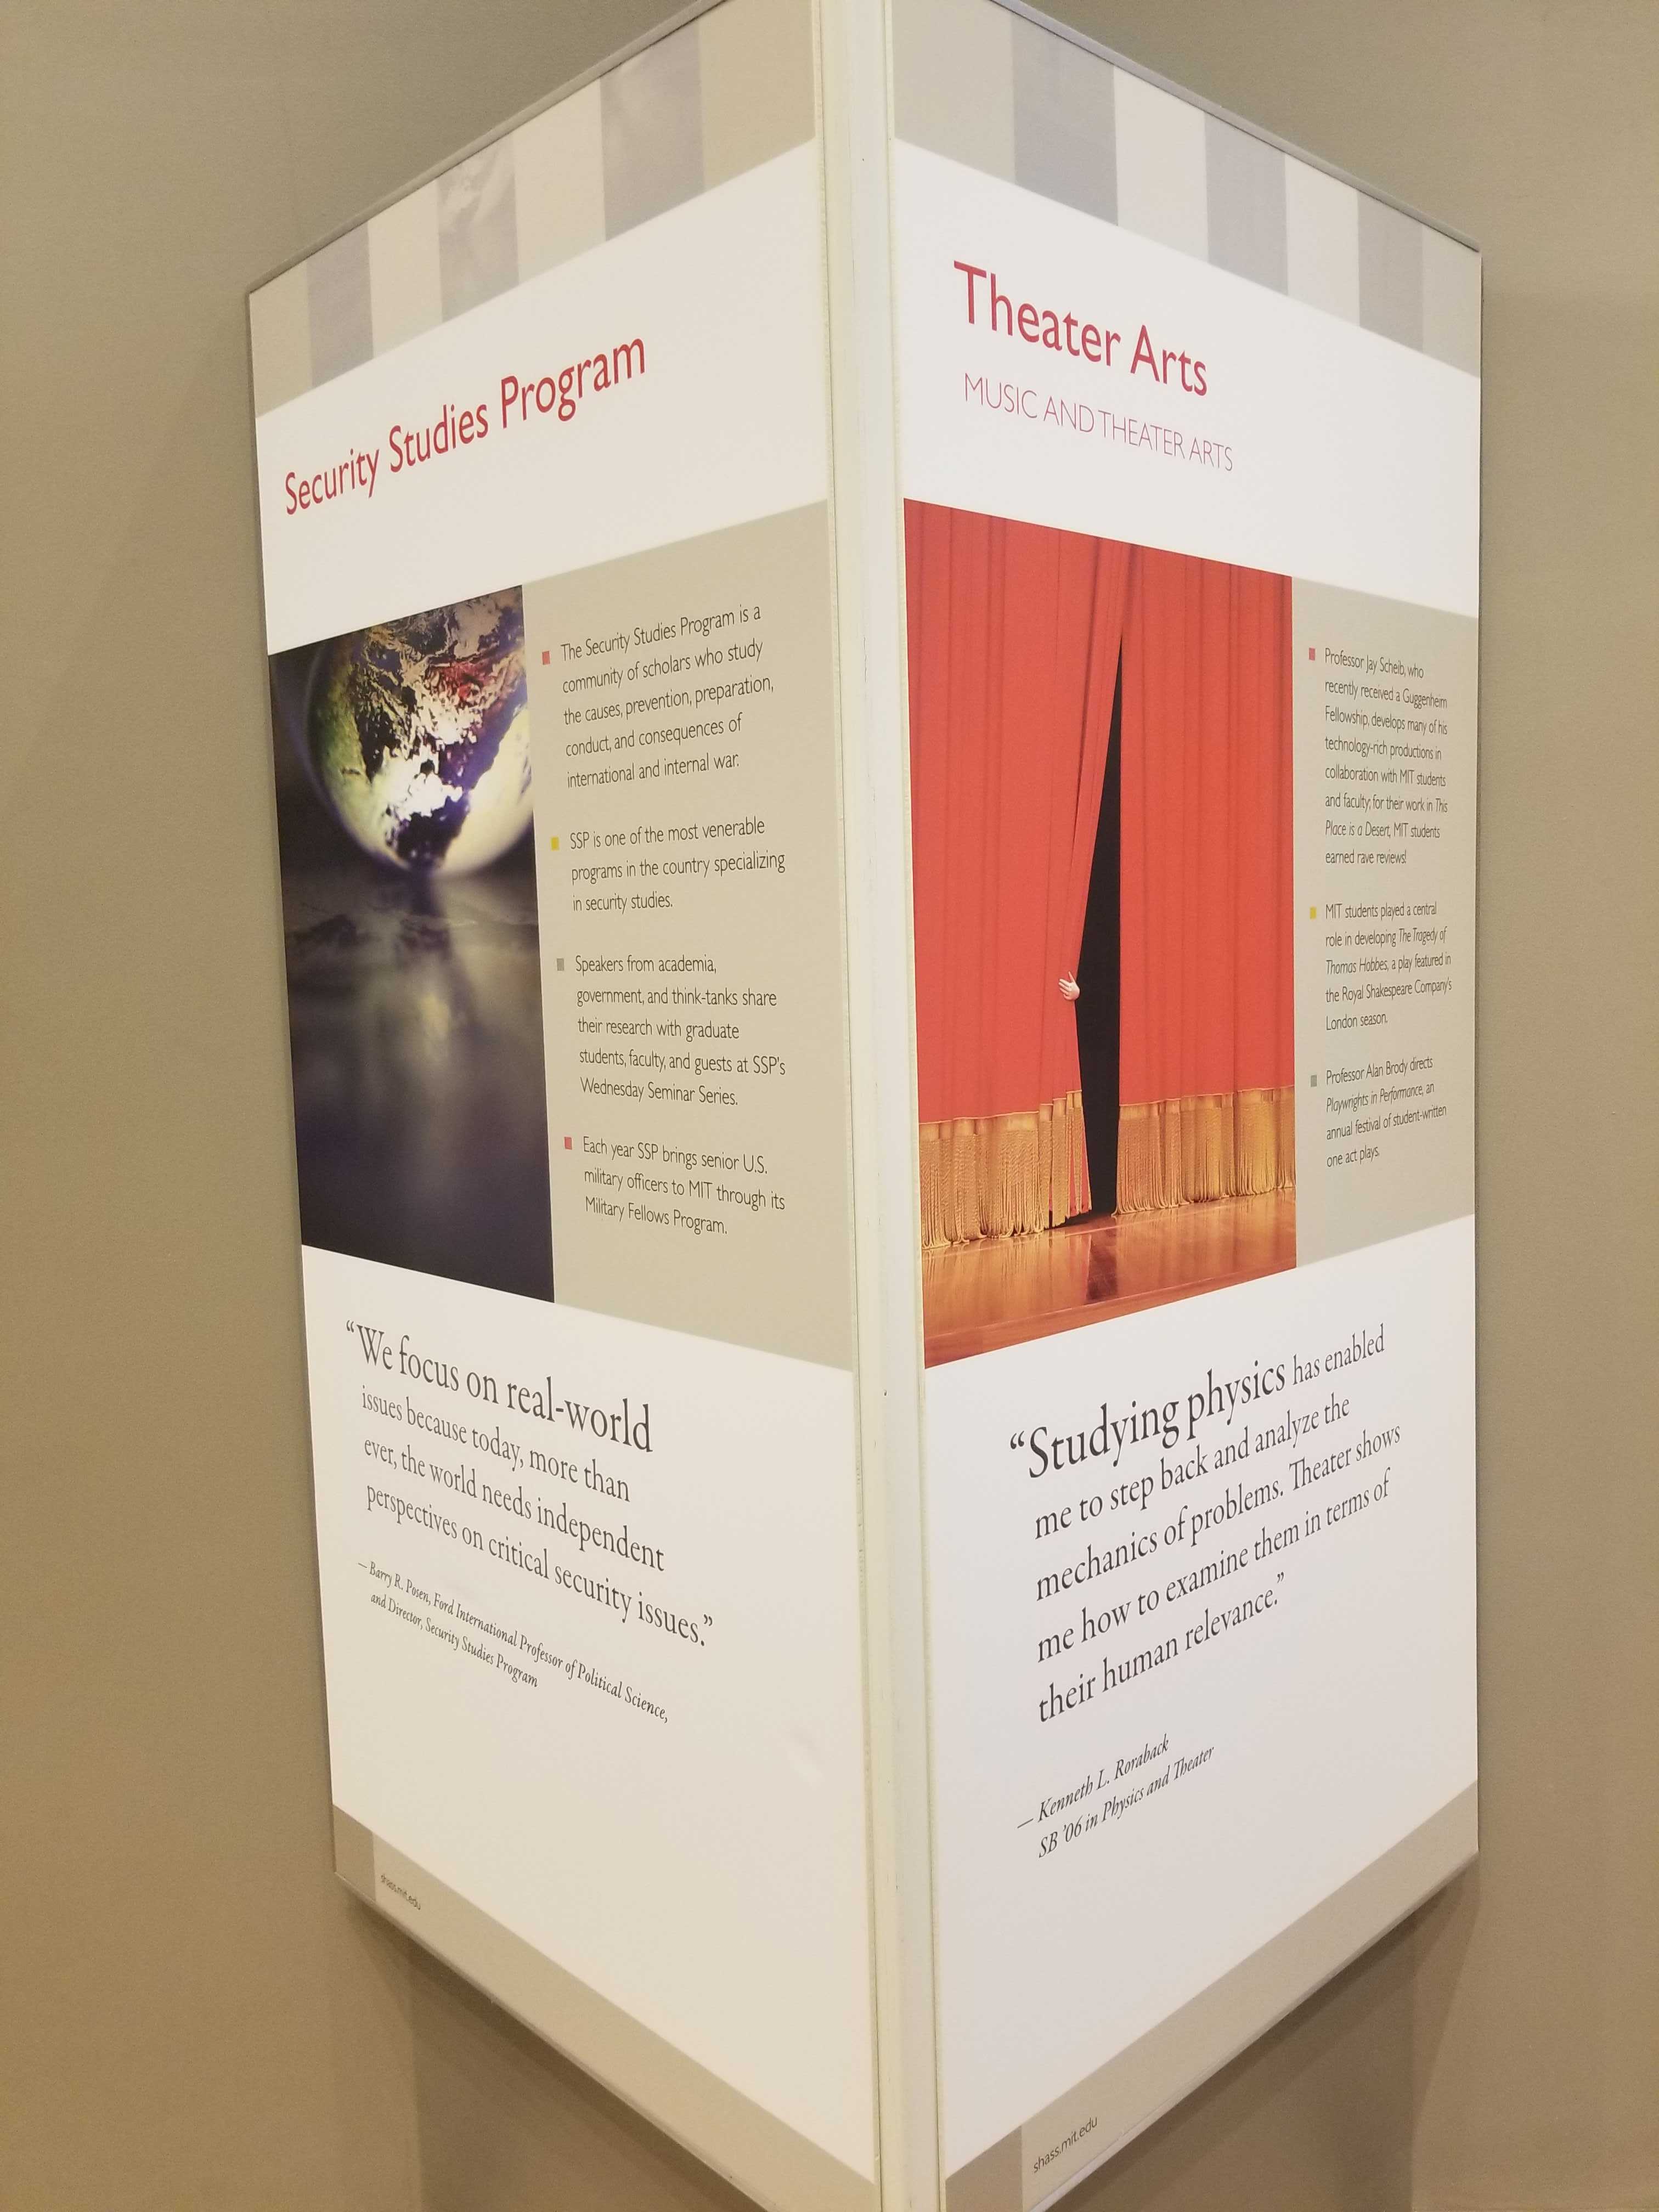 Security Studies Program
The Security Studies Program is a
community of scholars who study
the causes, prevention, preparation,
conduct, and consequences of
international and internal war.
SSP is one of the most venerable
programs in the country specializing
in security studies.
Speakers from academia,
government, and think-tanks share
their research with graduate
students, faculty, and guests at SSP's
Wednesday Seminar Series.
Each year SSP brings senior U.S.
military officers to MIT through its
Military Fellows Program.
“We focus on real-world
issues because today, more than
ever, the world needs independent
perspectives on critical security issues.”
— Barry R. Posen, Ford International Professor of Political Science,
and Director, Security Studies Program
shass.mit.edu
Theater Arts
MUSIC AND THEATER ARTS
Professor Jay Scheib, who
recently received a Guggenheim
Fellowship, develops many of his
technology-rich productions in
collaboration with MIT students
and faculty; for their work in This
Place is a Desert, MIT students
earned rave reviews!
MIT students played a central
role in developing The Tragedy of
Thomas Hobbes, a play featured in
the Royal Shakespeare Company's
London season.
Professor Alan Brody directs
Playwrights in Performance, an
annual festival of student-written
one act plays.
“Studying physics has enabled
me to step back and analyze the
mechanics of problems. Theater shows
me how to examine them in terms of
their human relevance.”
— Kenneth L. Roraback
SB '06 in Physics and Theater
shass.mit.edu